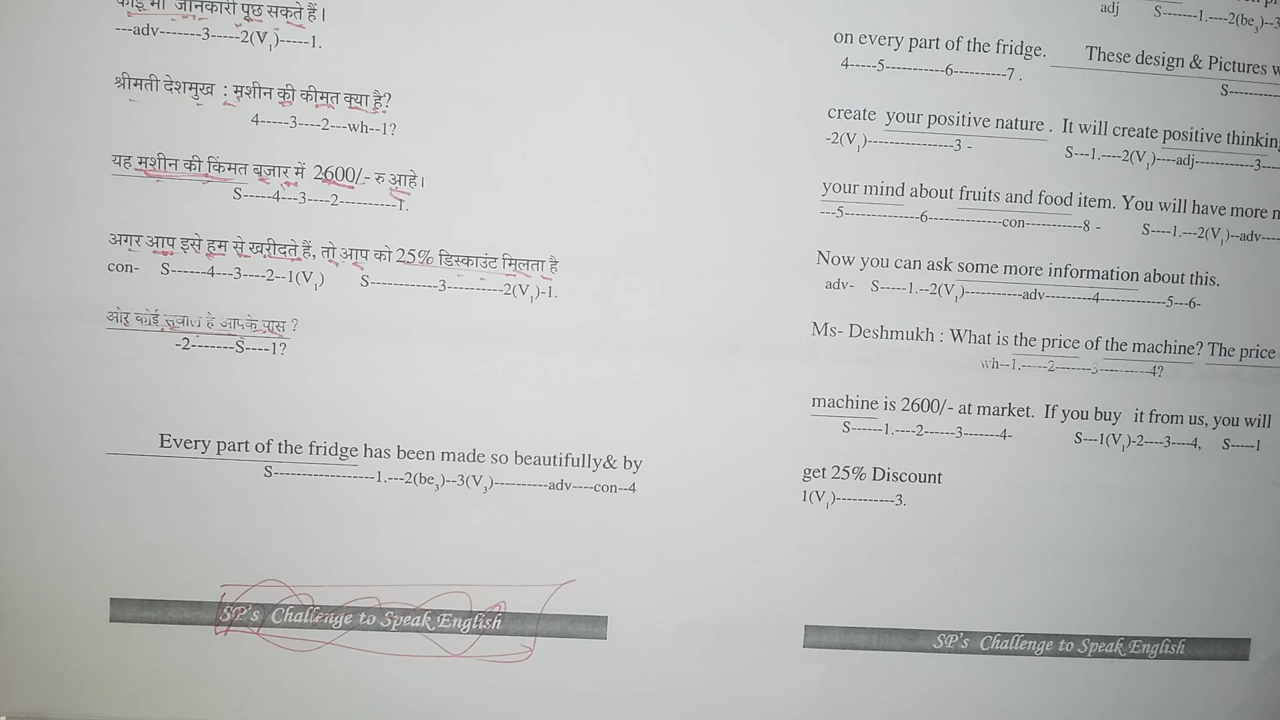 कोई भी जानकारी पूछ सकते हैं।
---adv-------3-----2(V₁)-----1.
श्रीमती देशमुख : मशीन की कीमत क्या है?
4-----3----2---wh--1?
यह मशीन की किंमत बजार में 2600/- रु आहे।
S-----4---3----2----------1.
अगर आप इसे हम से खरीदते हैं, तो आप को 25% डिस्काउंट मिलता है
con- S------4---3----2--1(V₁) S-----------3---------2(V₁)-1.
ओर कोई सवाल है आपके पास ?
-2-------S----1?
Every part of the fridge has been made so beautifully& by
S-----------------1.---2(be₃)--3(V₃)---------adv----con--4
SP's Challenge to Speak English
adj S-------1.----2(be₃)--3
on every part of the fridge. These design & Pictures
4-----5-----------6----------7 .
S---------
create your positive nature . It will create positive thinking
-2(V₁)----------------3 - S---1.----2(V₁)----adj-----------3----
your mind about fruits and food item. You will have more
---5--------------6---------------con-----------8 - S----1.---2(V₁)--adv----
Now you can ask some more information about this.
adv- S-----1.--2(V₁)-----------adv---------4-------------5---6-
Ms- Deshmukh : What is the price of the machine? The price
wh--1.-----2-------3----------4?
machine is 2600/- at market. If you buy it from us, you will
S------1.----2------3-------4- S---1(V₁)-2----3----4, S-----1
get 25% Discount
1(V₁)-----------3.
SP's Challenge to Speak English